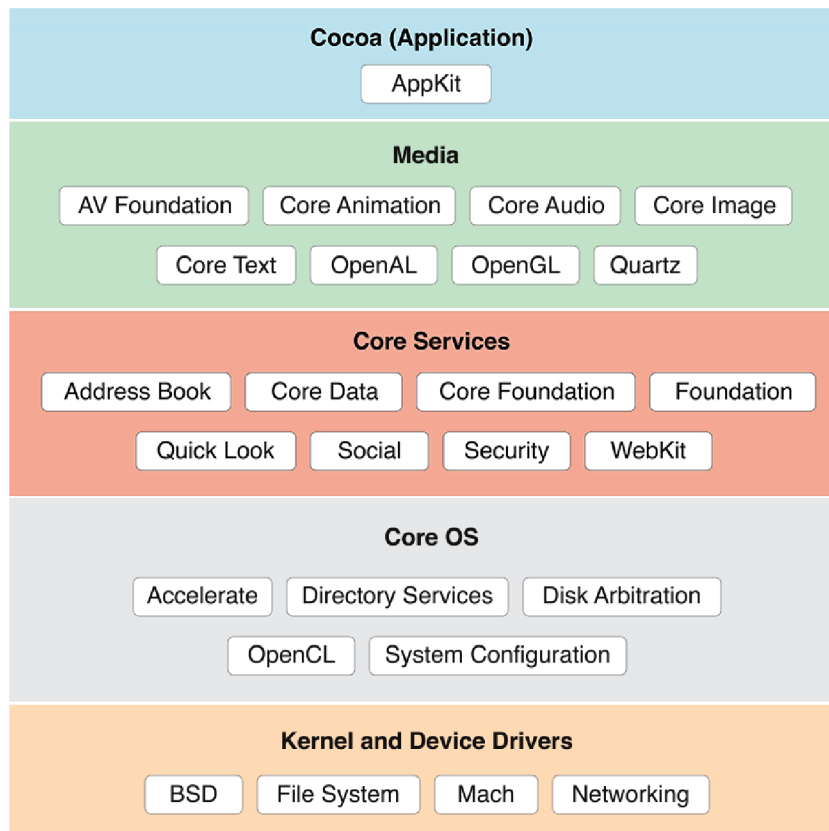 Cocoa (Application)
AppKit
Media
AV Foundation Core Animation Core Audio Core Image
Core Text OpenAL OpenGL Quartz
Core Services
Address Book Core Data Core Foundation Foundation
Quick Look Social Security WebKit
Core OS
Accelerate Directory Services Disk Arbitration
OpenCL System Configuration
Kernel and Device Drivers
BSD File System Mach Networking